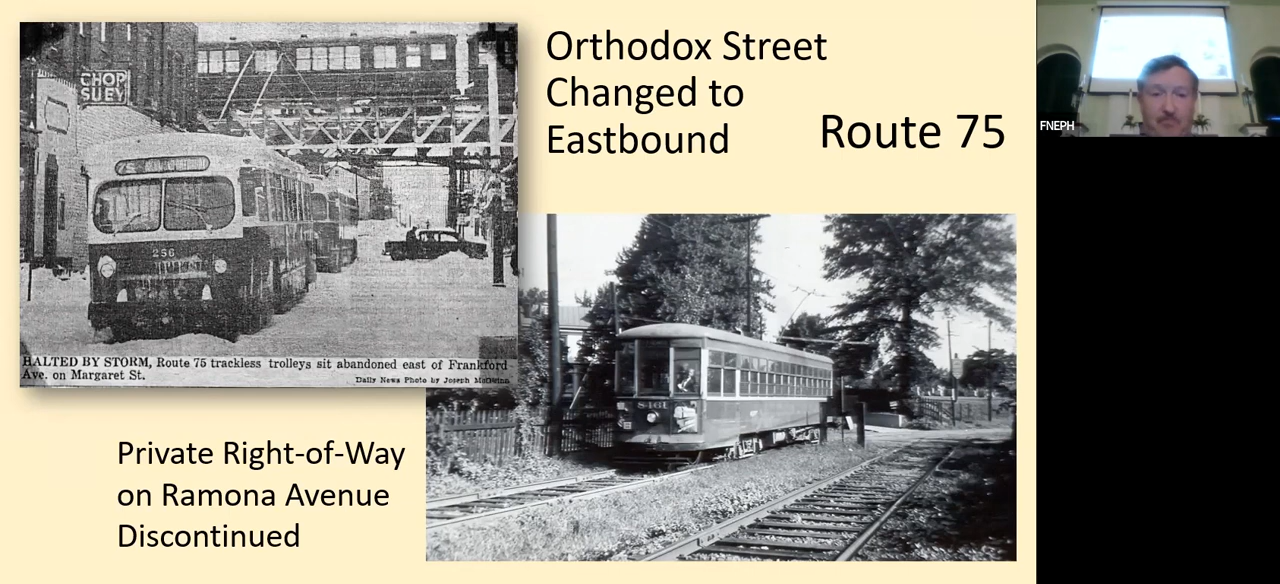 CHOP
SUEY
256
HALTED BY STORM, Route 75 trackless trolleys sit abandoned east of Frankford
Ave. on Margaret St.
Daily News Photo by Joseph
Orthodox Street
Changed to
Eastbound
Route 75
FNEPH
Private Right-of-Way
on Ramona Avenue
Discontinued